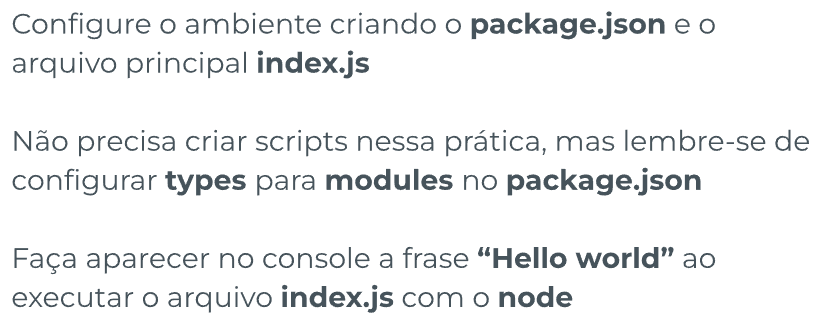 Configure o ambiente criando o package.json e o
arquivo principal index.js
Não precisa criar scripts nessa prática, mas lembre-se de
configurar types para modules no package.json
Faça aparecer no console a frase “Hello world” ao
executar o arquivo index.js com o node